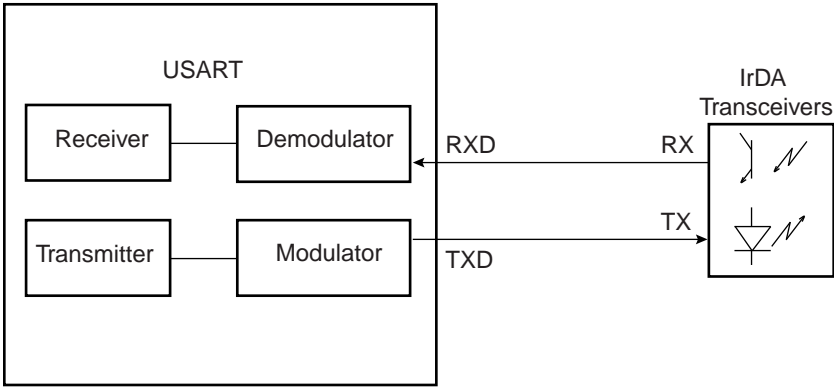 USART
IrDA
Transceivers
Receiver
Demodulator
RXD
RX
Transmitter
Modulator
TXD
TX